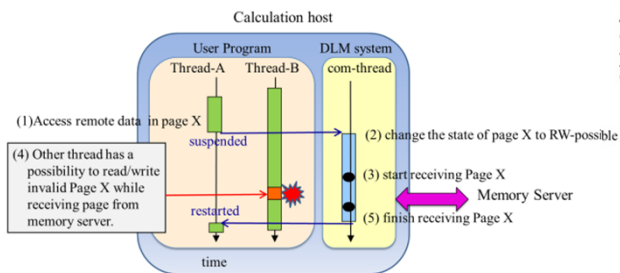 Calculation host
User Program
DLM system
Thread-A
Thread-B
com-thread
(1)Access remote data in page X
suspended
(2) change the state of page X to RW-possible
(4) Other thread has a
possibility to read/write
invalid Page X while
receiving page from
memory server.
(3) start receiving Page X
Memory Server
restarted
(5) finish receiving Page X
time